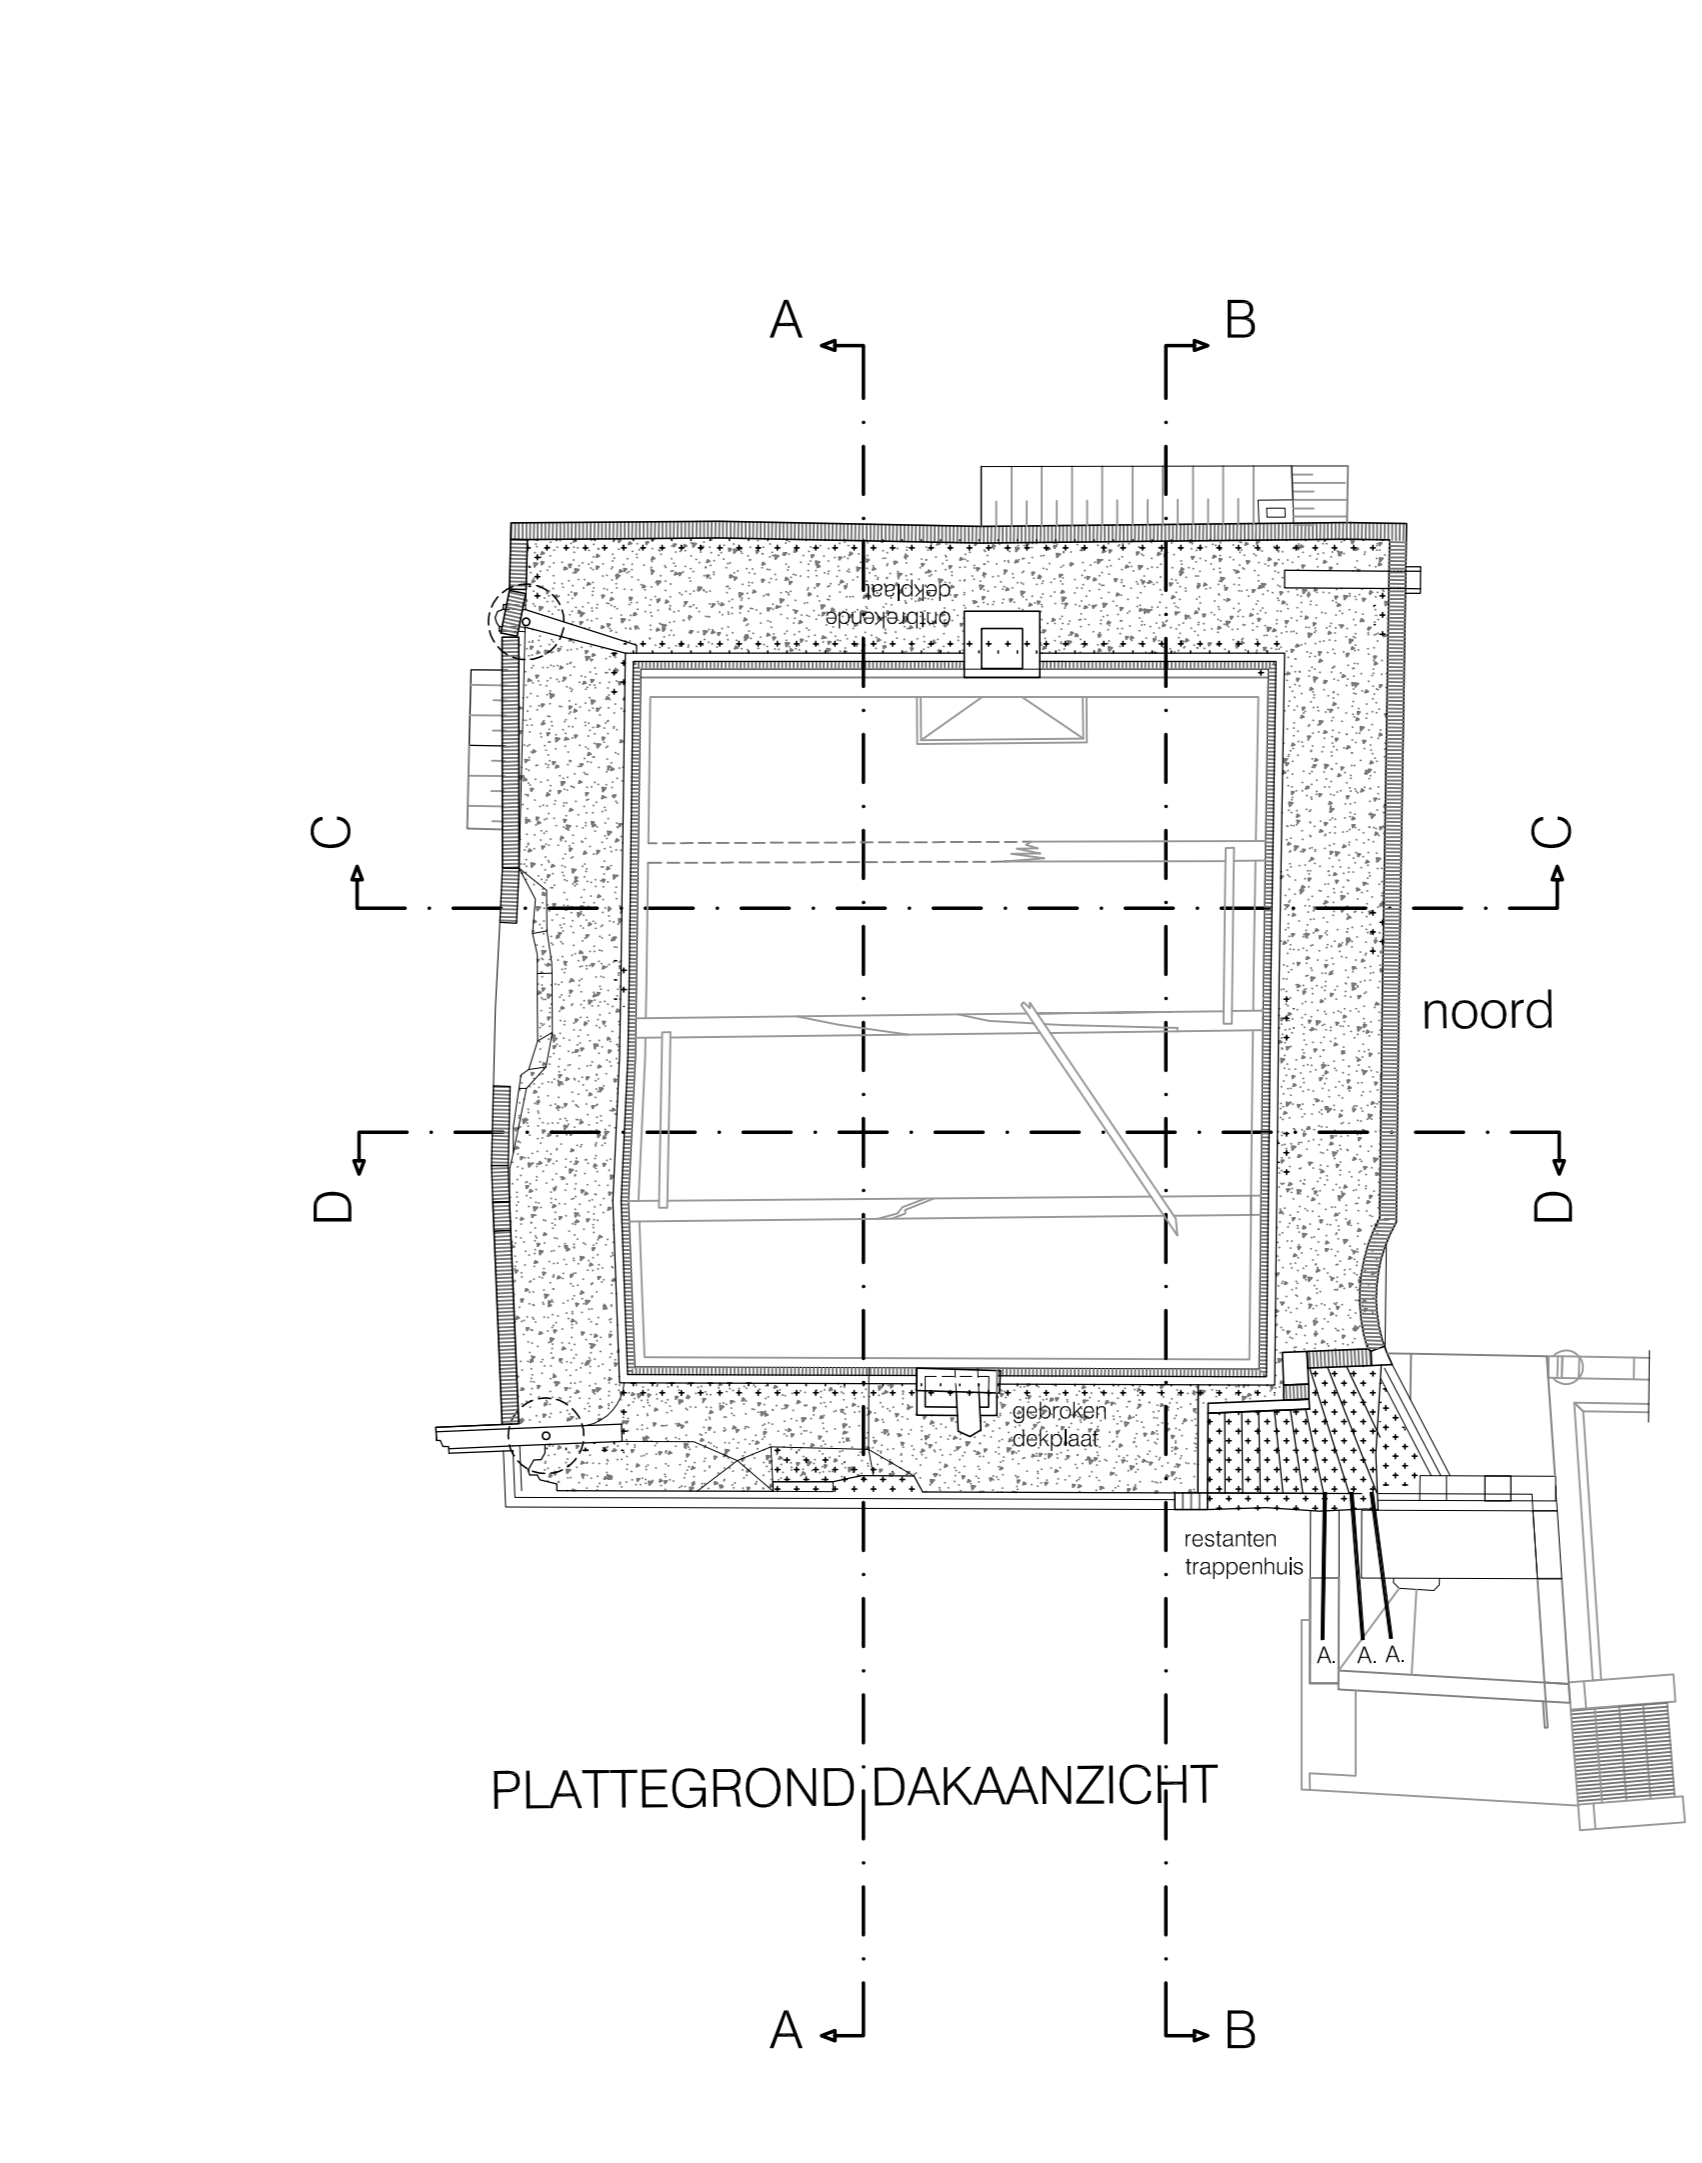 A B
dekplaat
ontbrekende
C C
noord
D D
gebroken
dekplaat
restanten
trappenhuis
A. A. A.
PLATTEGROND DAKAANZICHT
A B